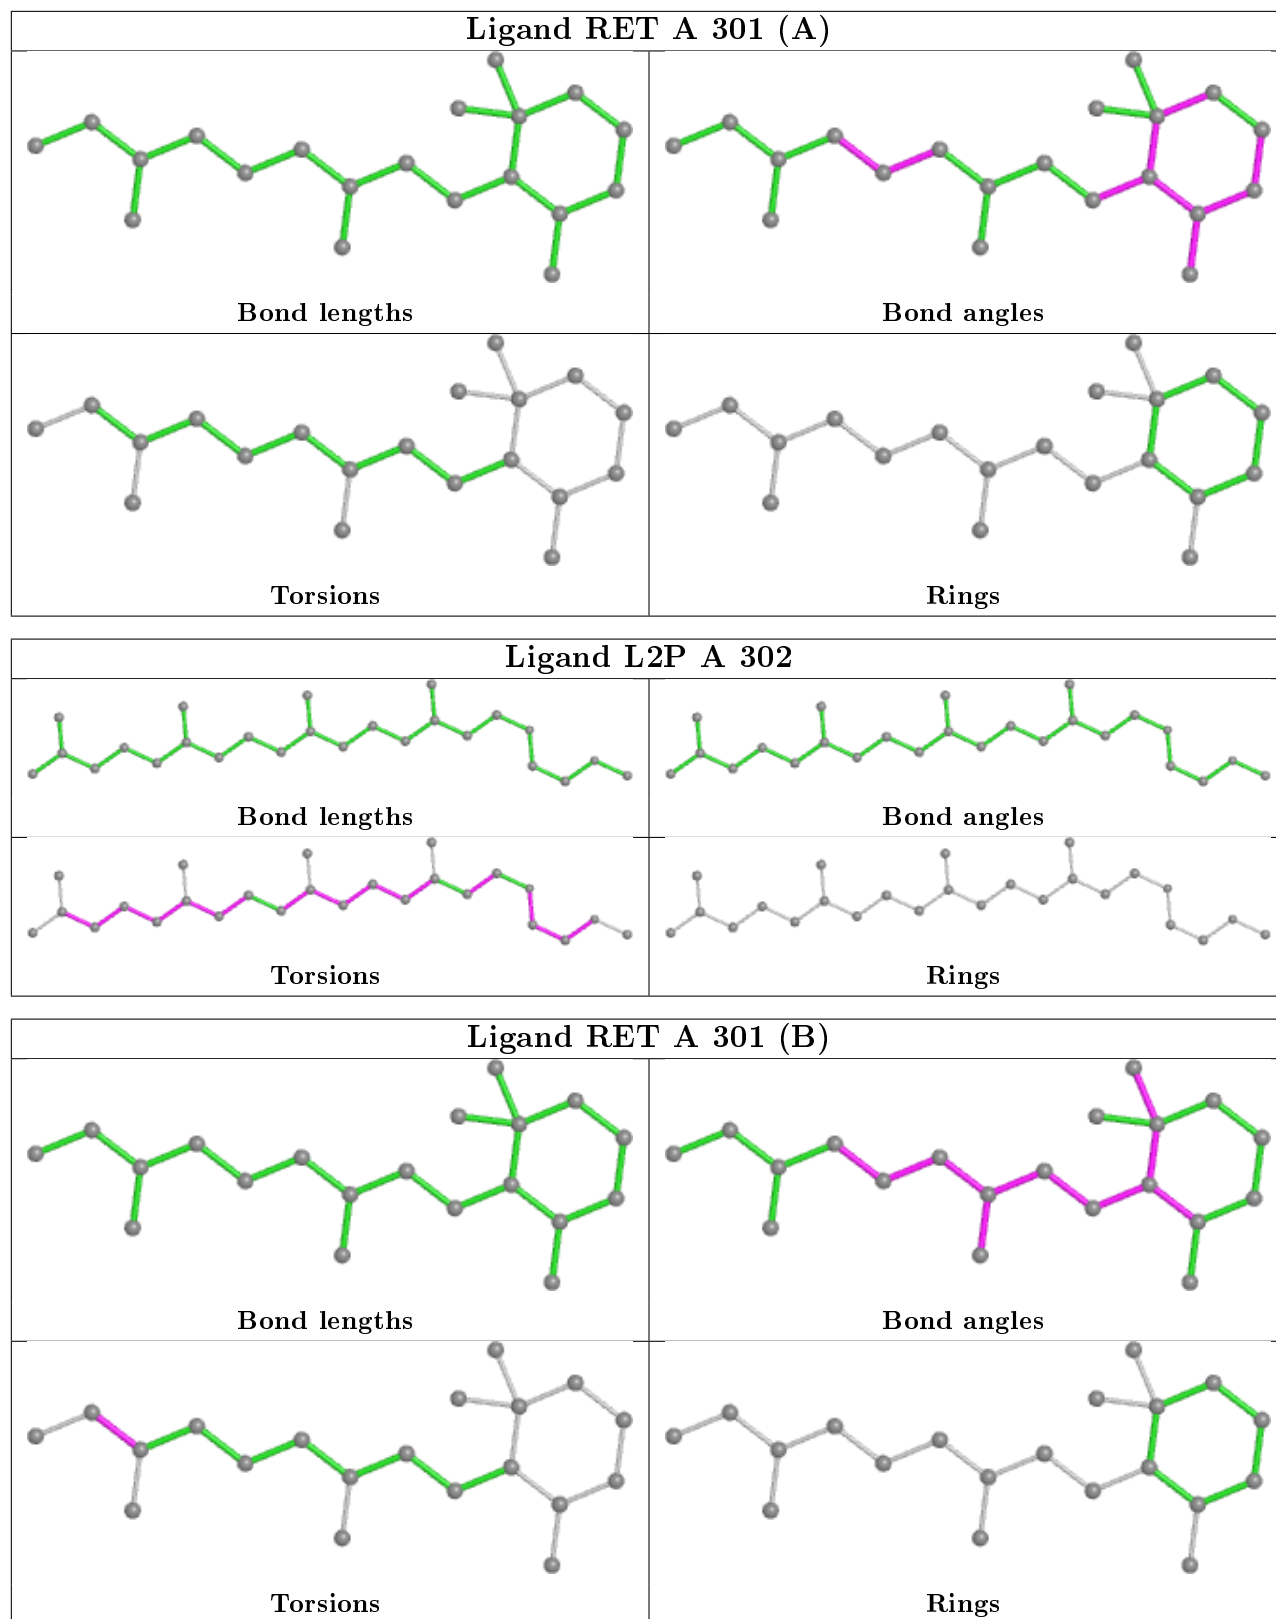 Ligand RET A 301 (A)
Bond lengths
Bond angles
Torsions
Rings
Ligand L2P A 302
Bond lengths
Bond angles
Torsions
Rings
Ligand RET A 301 (B)
Bond lengths
Bond angles
Torsions
Rings